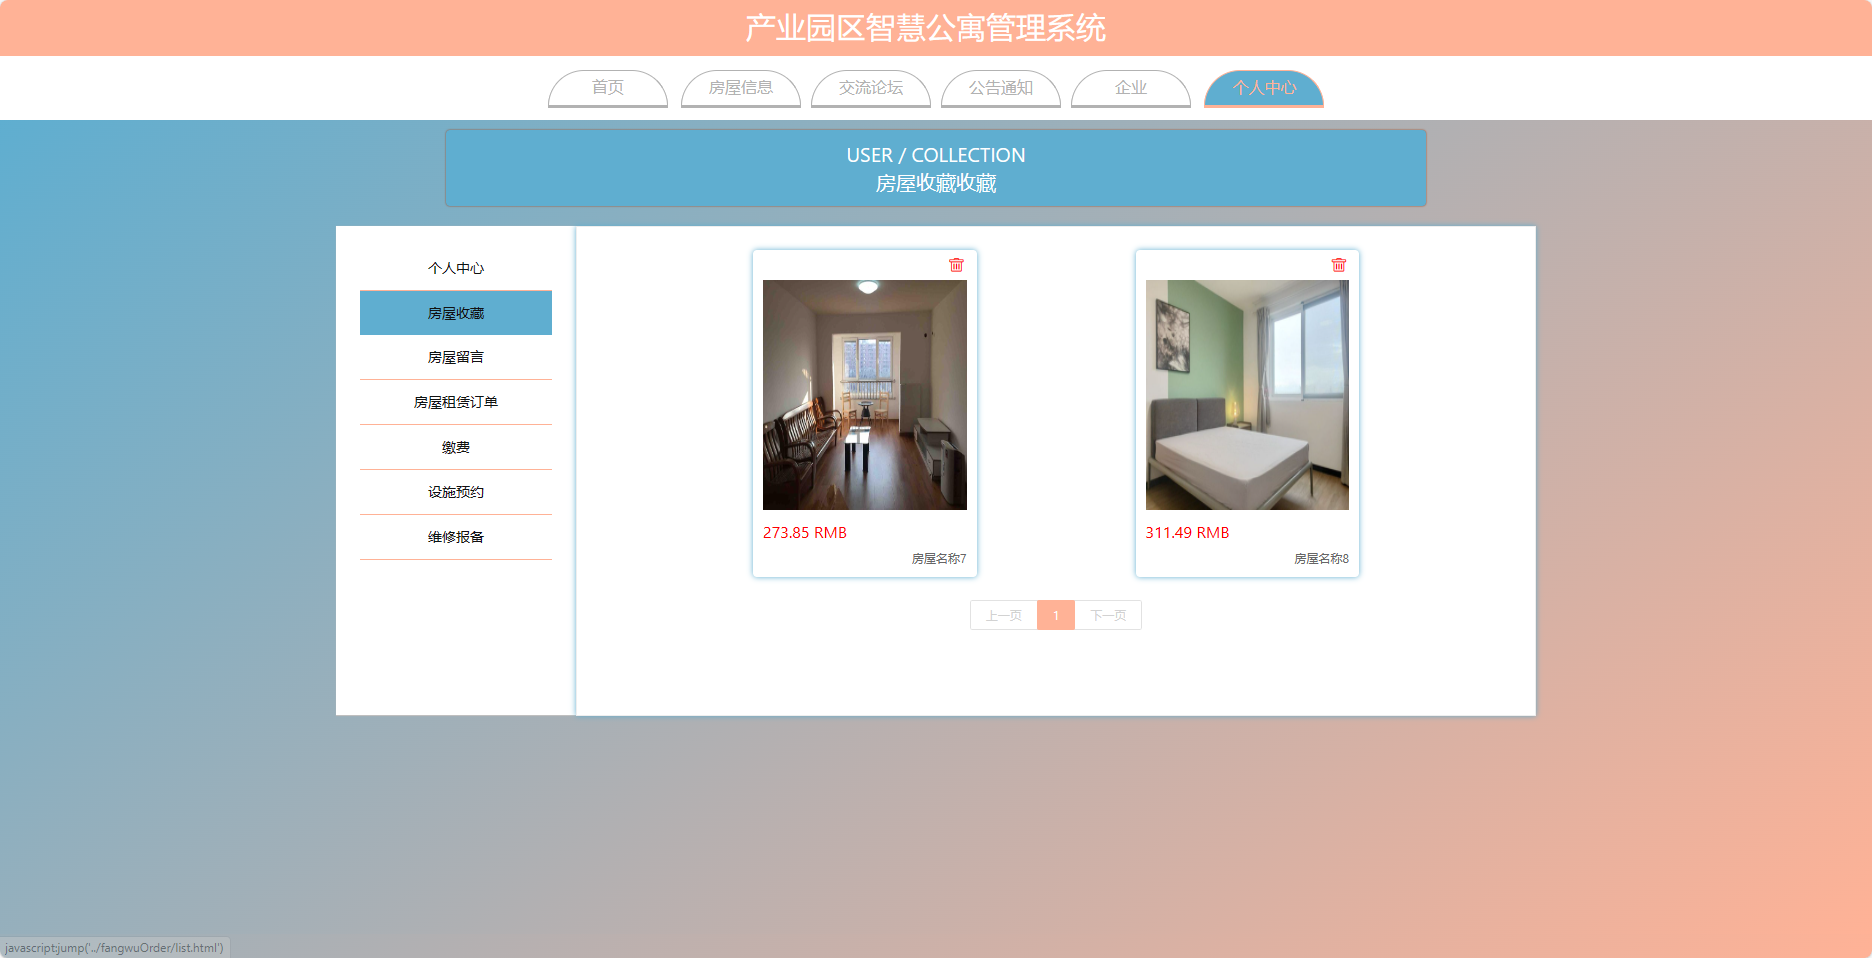 产业园区智慧公寓管理系统
首页 房屋信息 交流论坛 公告通知 企业 个人中心
USER / COLLECTION
房屋收藏收藏
个人中心
房屋收藏
房屋留言
房屋租赁订单
缴费
设施预约
维修报备
273.85 RMB
房屋名称7
311.49 RMB
房屋名称8
上一页 1 下一页
javascript:jump('../fangwuOrder/list.html')